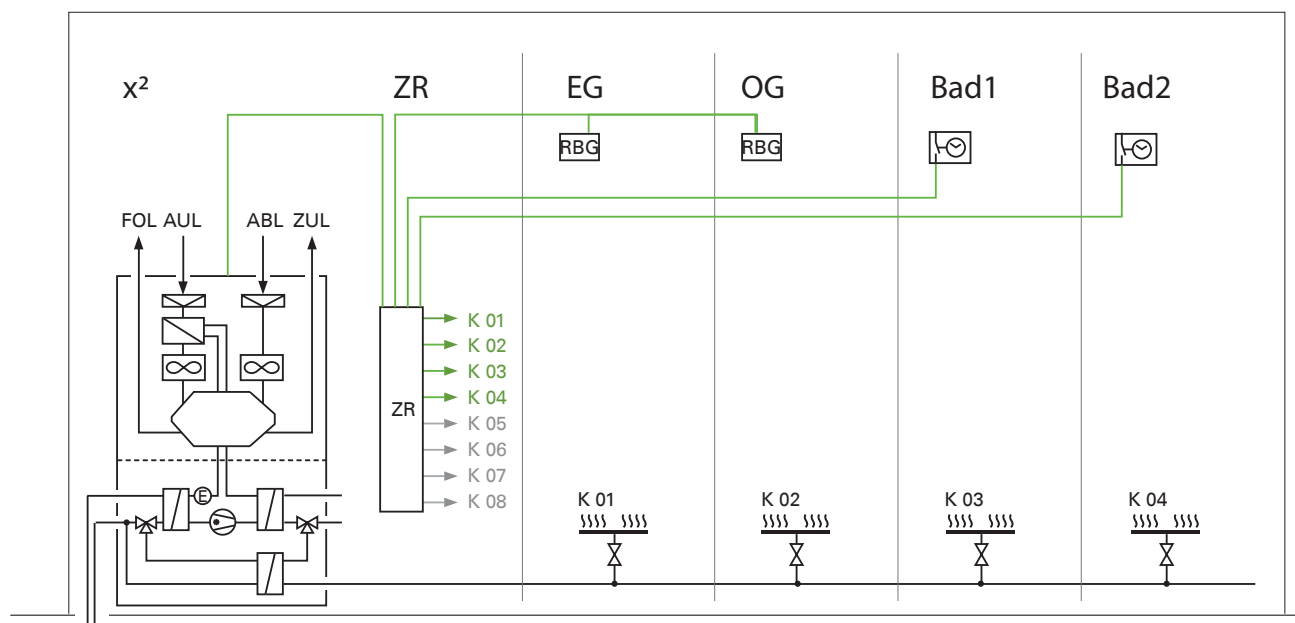 x² ZR EG OG Bad1 Bad2
RBG RBG
FOL AUL ABL ZUL
K 01
K 02
K 03
K 04
ZR
K 05
K 06
K 07
K 08
E
K 01 K 02 K 03 K 04